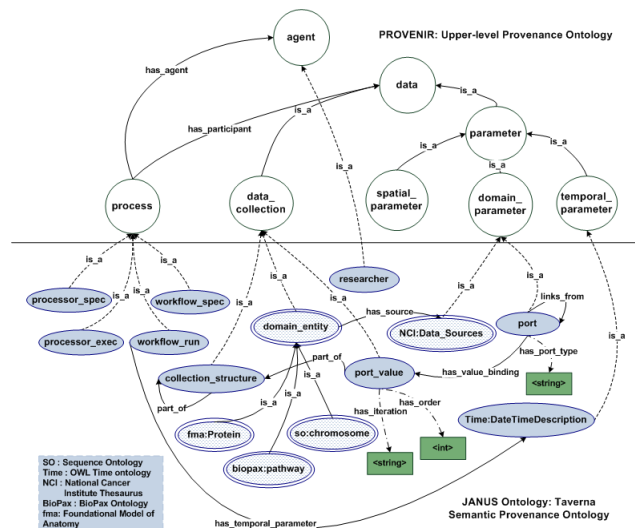 agent
PROVENIR: Upper-level Provenance Ontology
has_agent
data
is_a
has_participant
is_a
parameter
is_a
is_a
is_a
is_a
process
data_
collection
spatial_
parameter
domain_
parameter
temporal_
parameter
is_a
is_a
is_a
is_a
is_a
is_a
is_a
is_a
is_a
is_a
researcher
processor_spec
workflow_spec
has_source
links_from
domain_entity
NCI:Data_Sources
port
processor_exec
workflow_run
part_of
has_value_binding
has_port_type
collection_structure
port_value
<string>
part_of
is_a
is_a
is_a
has_iteration
has_order
Time:DateTimeDescription
fma:Protein
so:chromosome
<int>
<string>
biopax:pathway
SO : Sequence Ontology
Time : OWL Time ontology
NCI : National Cancer
Institute Thesaurus
BioPax : BioPax Ontology
fma: Foundational Model of
Anatomy
has_temporal_parameter
JANUS Ontology: Taverna
Semantic Provenance Ontology